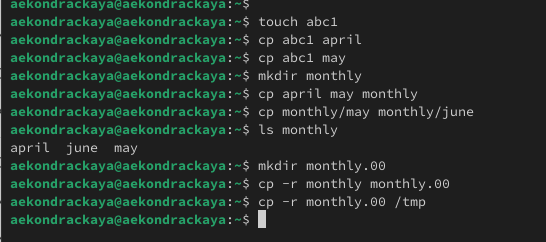 aekondrackaya@aekondrackaya:~$
aekondrackaya@aekondrackaya:~$ touch abc1
aekondrackaya@aekondrackaya:~$ cp abc1 april
aekondrackaya@aekondrackaya:~$ cp abc1 may
aekondrackaya@aekondrackaya:~$ mkdir monthly
aekondrackaya@aekondrackaya:~$ cp april may monthly
aekondrackaya@aekondrackaya:~$ cp monthly/may monthly/june
aekondrackaya@aekondrackaya:~$ ls monthly
april  june  may
aekondrackaya@aekondrackaya:~$ mkdir monthly.00
aekondrackaya@aekondrackaya:~$ cp -r monthly monthly.00
aekondrackaya@aekondrackaya:~$ cp -r monthly.00 /tmp
aekondrackaya@aekondrackaya:~$